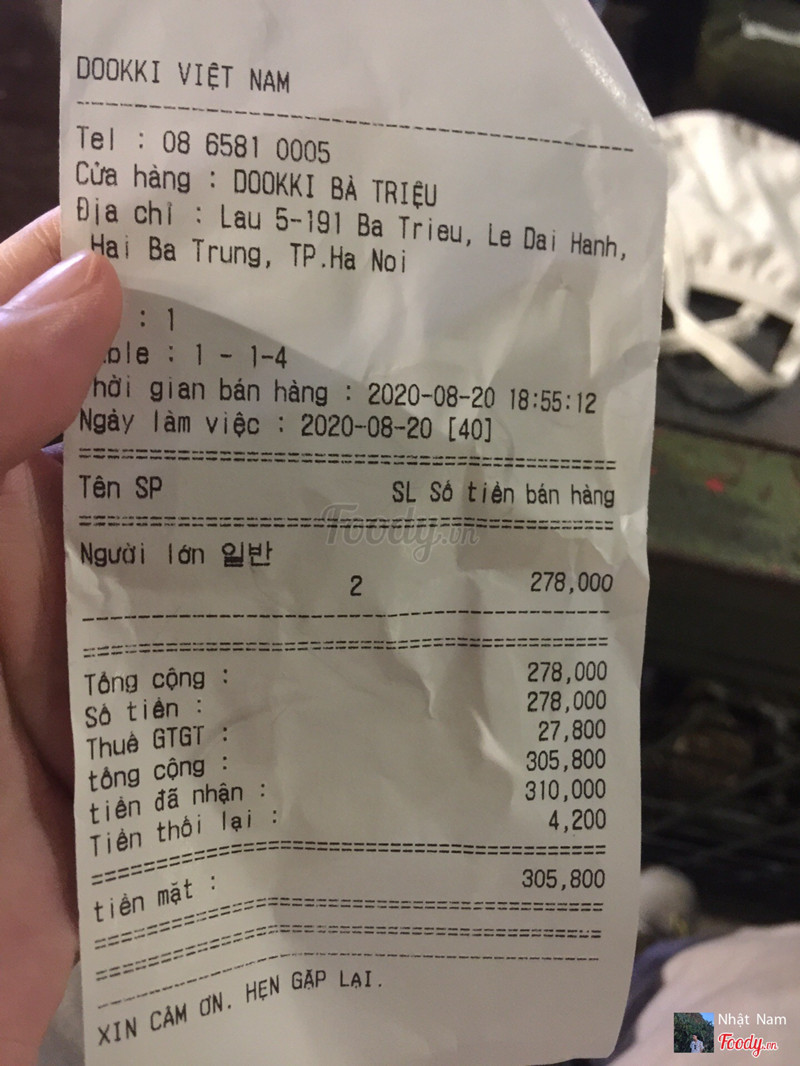 DOOKKI VIỆT NAM
Tel : 08 6581 0005
Cửa hàng : DOOKKI BÀ TRIỆU
Địa chỉ : Lau 5-191 Ba Trieu, Le Dai Hanh,
Hai Ba Trung, TP.Ha Noi
: 1
: 1 - 1-4
hời gian bán hàng : 2020-08-20 18:55:12
Ngày làm việc : 2020-08-20 [40]
Tên SP SL Số tiền bán hàng
Foody.vn
Người lớn 일반
2 278,000
Tổng cộng : 278,000
Số tiền : 278,000
Thuế GTGT : 27,800
tổng cộng : 305,800
tiền đã nhận : 310,000
Tiền thối lại : 4,200
tiền mặt : 305,800
XIN CẢM ƠN. HẸN GẶP LẠI.
Nhật Nam
Foody.vn